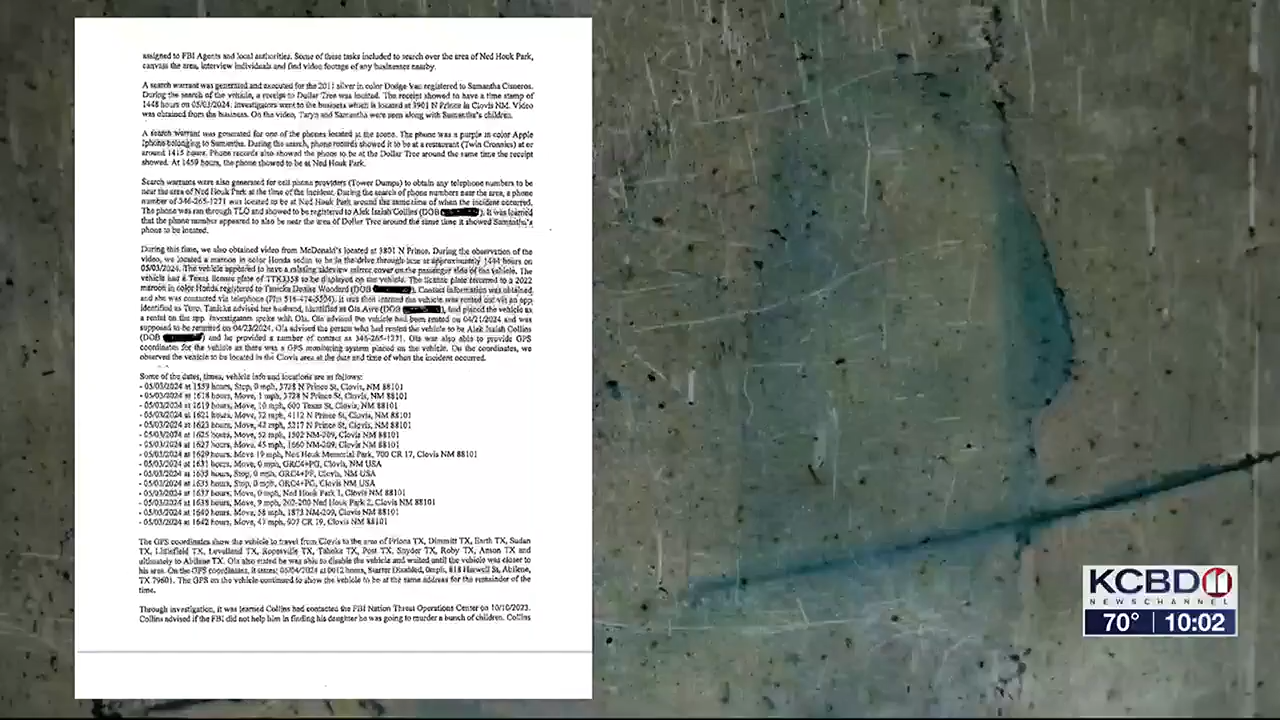 assigned to FBI Agents and local authorities. Some of these tasks included to search over the area of Ned Houk Park,
canvass the area, interview individuals and find video footage of any businesses nearby.
A search warrant was generated and executed for the 2011 silver in color Dodge Van registered to Samantha Cisneros.
During the search of the vehicle, a receipt to Dollar Tree was located. The receipt showed to have a time stamp of
1448 hours on 05/03/2024. Investigators went to the business which is located at 3901 N Prince in Clovis NM. Video
was obtained from the business. On the video, Taryn and Samantha were seen along with Samantha's children.
A search warrant was generated for one of the phones located at the scene. The phone was a purple in color Apple
iphone belonging to Samantha. During the search, phone records showed it to be at a restaurant (Twin Cronnies) at or
around 1415 hours. Phone records also showed the phone to be at the Dollar Tree around the same time the receipt
showed. At 1459 hours, the phone showed to be at Ned Houk Park.
Search warrants were also generated for cell phone providers (Tower Dumps) to obtain any telephone numbers to be
near the area of Ned Houk Park at the time of the incident. During the search of phone numbers near the area, a phone
number of 346-265-1271 was located to be at Ned Houk Park around the same time of when the incident occurred.
The phone was ran through TLO and showed to be registered to Alek Isaiah Collins (DOB ). It was learned
that the phone number appeared to also be near the area of Dollar Tree around the same time it showed Samantha's
phone to be located.
During this time, we also obtained video from McDonald's located at 3801 N Prince. During the observation of the
video, we located a maroon in color Honda sedan to be in the drive through lane at approximately 1444 hours on
05/03/2024. The vehicle appeared to have a missing sideview mirror cover on the passenger side of the vehicle. The
vehicle had a Texas license plate of to be displayed on the vehicle. The license plate returned to a 2022
maroon in color Honda registered to Tanicka Woodard (DOB ). Contact information was obtained
and she was contacted via telephone. It was then learned the vehicle was rented out via an app
identified as Turo. Tanicka advised her husband, identified as Ola (DOB ), had placed the vehicle as
a rental on the app. Investigators spoke with Ola. Ola advised the vehicle had been rented on 04/21/2024 and was
supposed to be returned on 04/23/2024. Ola advised the person who had rented the vehicle to be Alek Isaiah Collins
(DOB ) and he provided a number of contact as 346-265-1271. Ola was also able to provide GPS
coordinates for the vehicle as there was a GPS monitoring system placed on the vehicle. On the coordinates, we
observed the vehicle to be located in the Clovis area at the date and time of when the incident occurred.
Some of the dates, times, vehicle info and locations are as follows:
- 05/03/2024 at 1559 hours, Stop, 0 mph, 3728 N Prince St, Clovis, NM 88101
- 05/03/2024 at 1618 hours, Move, 1 mph, 3728 N Prince St, Clovis, NM 88101
- 05/03/2024 at 1619 hours, Move, 10 mph, 600 Texas St, Clovis, NM 88101
- 05/03/2024 at 1621 hours, Move, 32 mph, 4112 N Prince St, Clovis, NM 88101
- 05/03/2024 at 1623 hours, Move, 42 mph, 5317 N Prince St, Clovis, NM 88101
- 05/03/2024 at 1625 hours, Move, 52 mph, 1502 NM-209, Clovis NM 88101
- 05/03/2024 at 1627 hours, Move, 45 mph, 1660 NM-209, Clovis NM 88101
- 05/03/2024 at 1629 hours, Move 19 mph, Ned Houk Memorial Park, 700 CR 17, Clovis NM 88101
- 05/03/2024 at 1631 hours, Move, 0 mph, GRC4+PG, Clovis, NM USA
- 05/03/2024 at 1635 hours, Stop, 0 mph, Clovis, NM USA
- 05/03/2024 at 1635 hours, Stop, 0 mph, GRC4+PG, Clovis, NM USA
- 05/03/2024 at 1637 hours, Move, 0 mph, Ned Houk Park 1, Clovis NM 88101
- 05/03/2024 at 1638 hours, Move, 9 mph, 202-200 Ned Houk Park 2, Clovis NM 88101
- 05/03/2024 at 1640 hours, Move, 58 mph, 1873 NM-209, Clovis NM 88101
- 05/03/2024 at 1642 hours, Move, 47 mph, 907 CR 19, Clovis NM 88101
The GPS coordinates show the vehicle to travel from Clovis to the area of Friona TX, Dimmitt TX, Earth TX, Sudan
TX, Littlefield TX, Levelland TX, Ropesville TX, Tahoka TX, Post TX, Snyder TX, Roby TX, Anson TX and
ultimately to Abilene TX. Ola also stated he was able to disable the vehicle and waited until the vehicle was closer to
his area. On the GPS coordinates, it states; 05/04/2024 at 0012 hours, Starter Disabled, 0mph, 818 St, Abilene,
TX 79601. The GPS on the vehicle continued to show the vehicle to be at the same address for the remainder of the
time.
Through investigation, it was learned Collins had contacted the FBI Nation Threat Operations Center on 10/10/2023.
Collins advised if the FBI did not help him in finding his daughter he was going to murder a bunch of children. Collins
KCBD 11
NEWSCHANNEL
70° 10:02